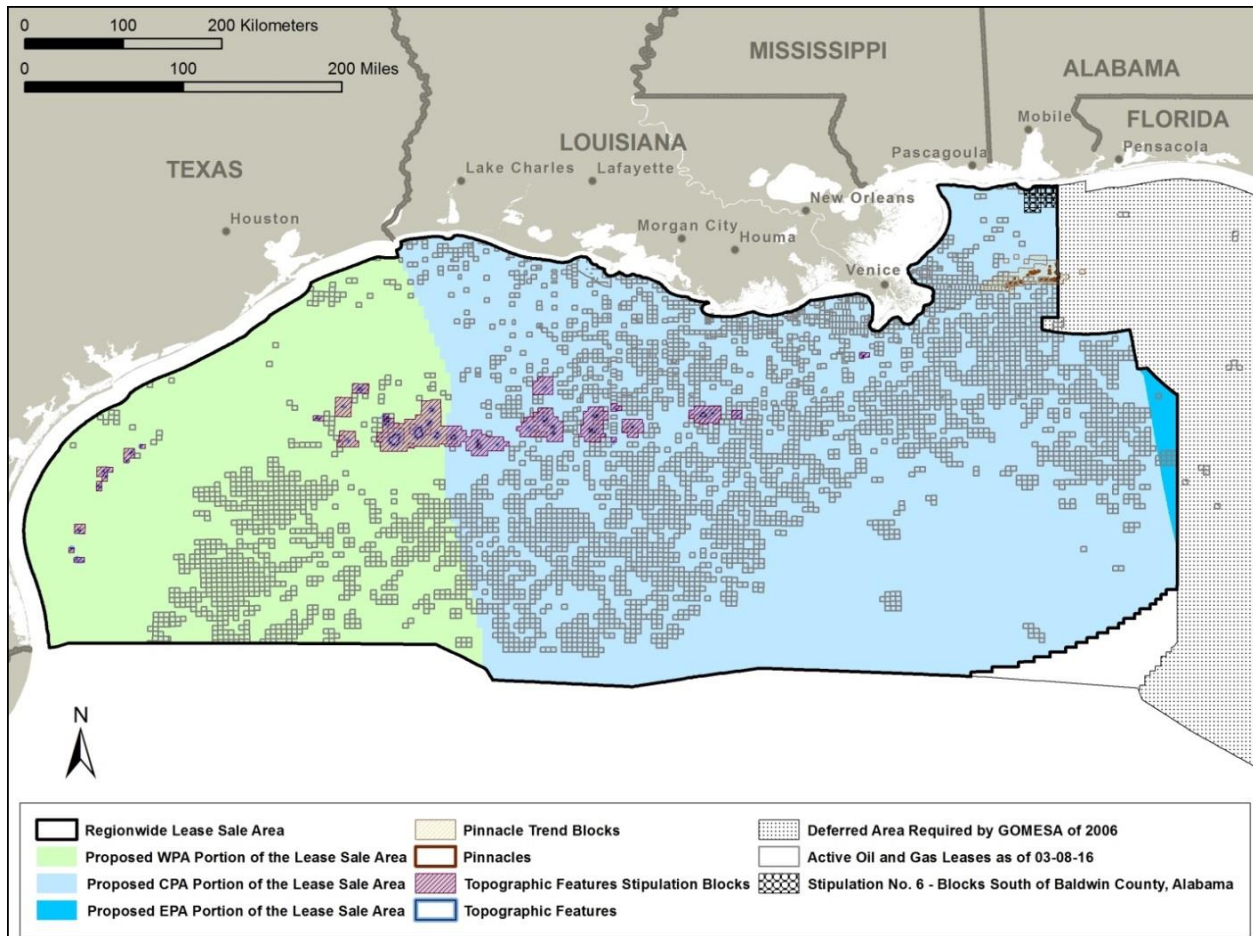 0 100 200 Kilometers
0 100 200 Miles
MISSISSIPPI
ALABAMA
Mobile
FLORIDA
LOUISIANA
Pascagoula
Pensacola
TEXAS
Lake Charles
Lafayette
New Orleans
Houston
Morgan City
Houma
Venice
N
Regionwide Lease Sale Area
Proposed WPA Portion of the Lease Sale Area
Proposed CPA Portion of the Lease Sale Area
Proposed EPA Portion of the Lease Sale Area
Pinnacle Trend Blocks
Pinnacles
Topographic Features Stipulation Blocks
Topographic Features
Deferred Area Required by GOMESA of 2006
Active Oil and Gas Leases as of 03-08-16
Stipulation No. 6 - Blocks South of Baldwin County, Alabama